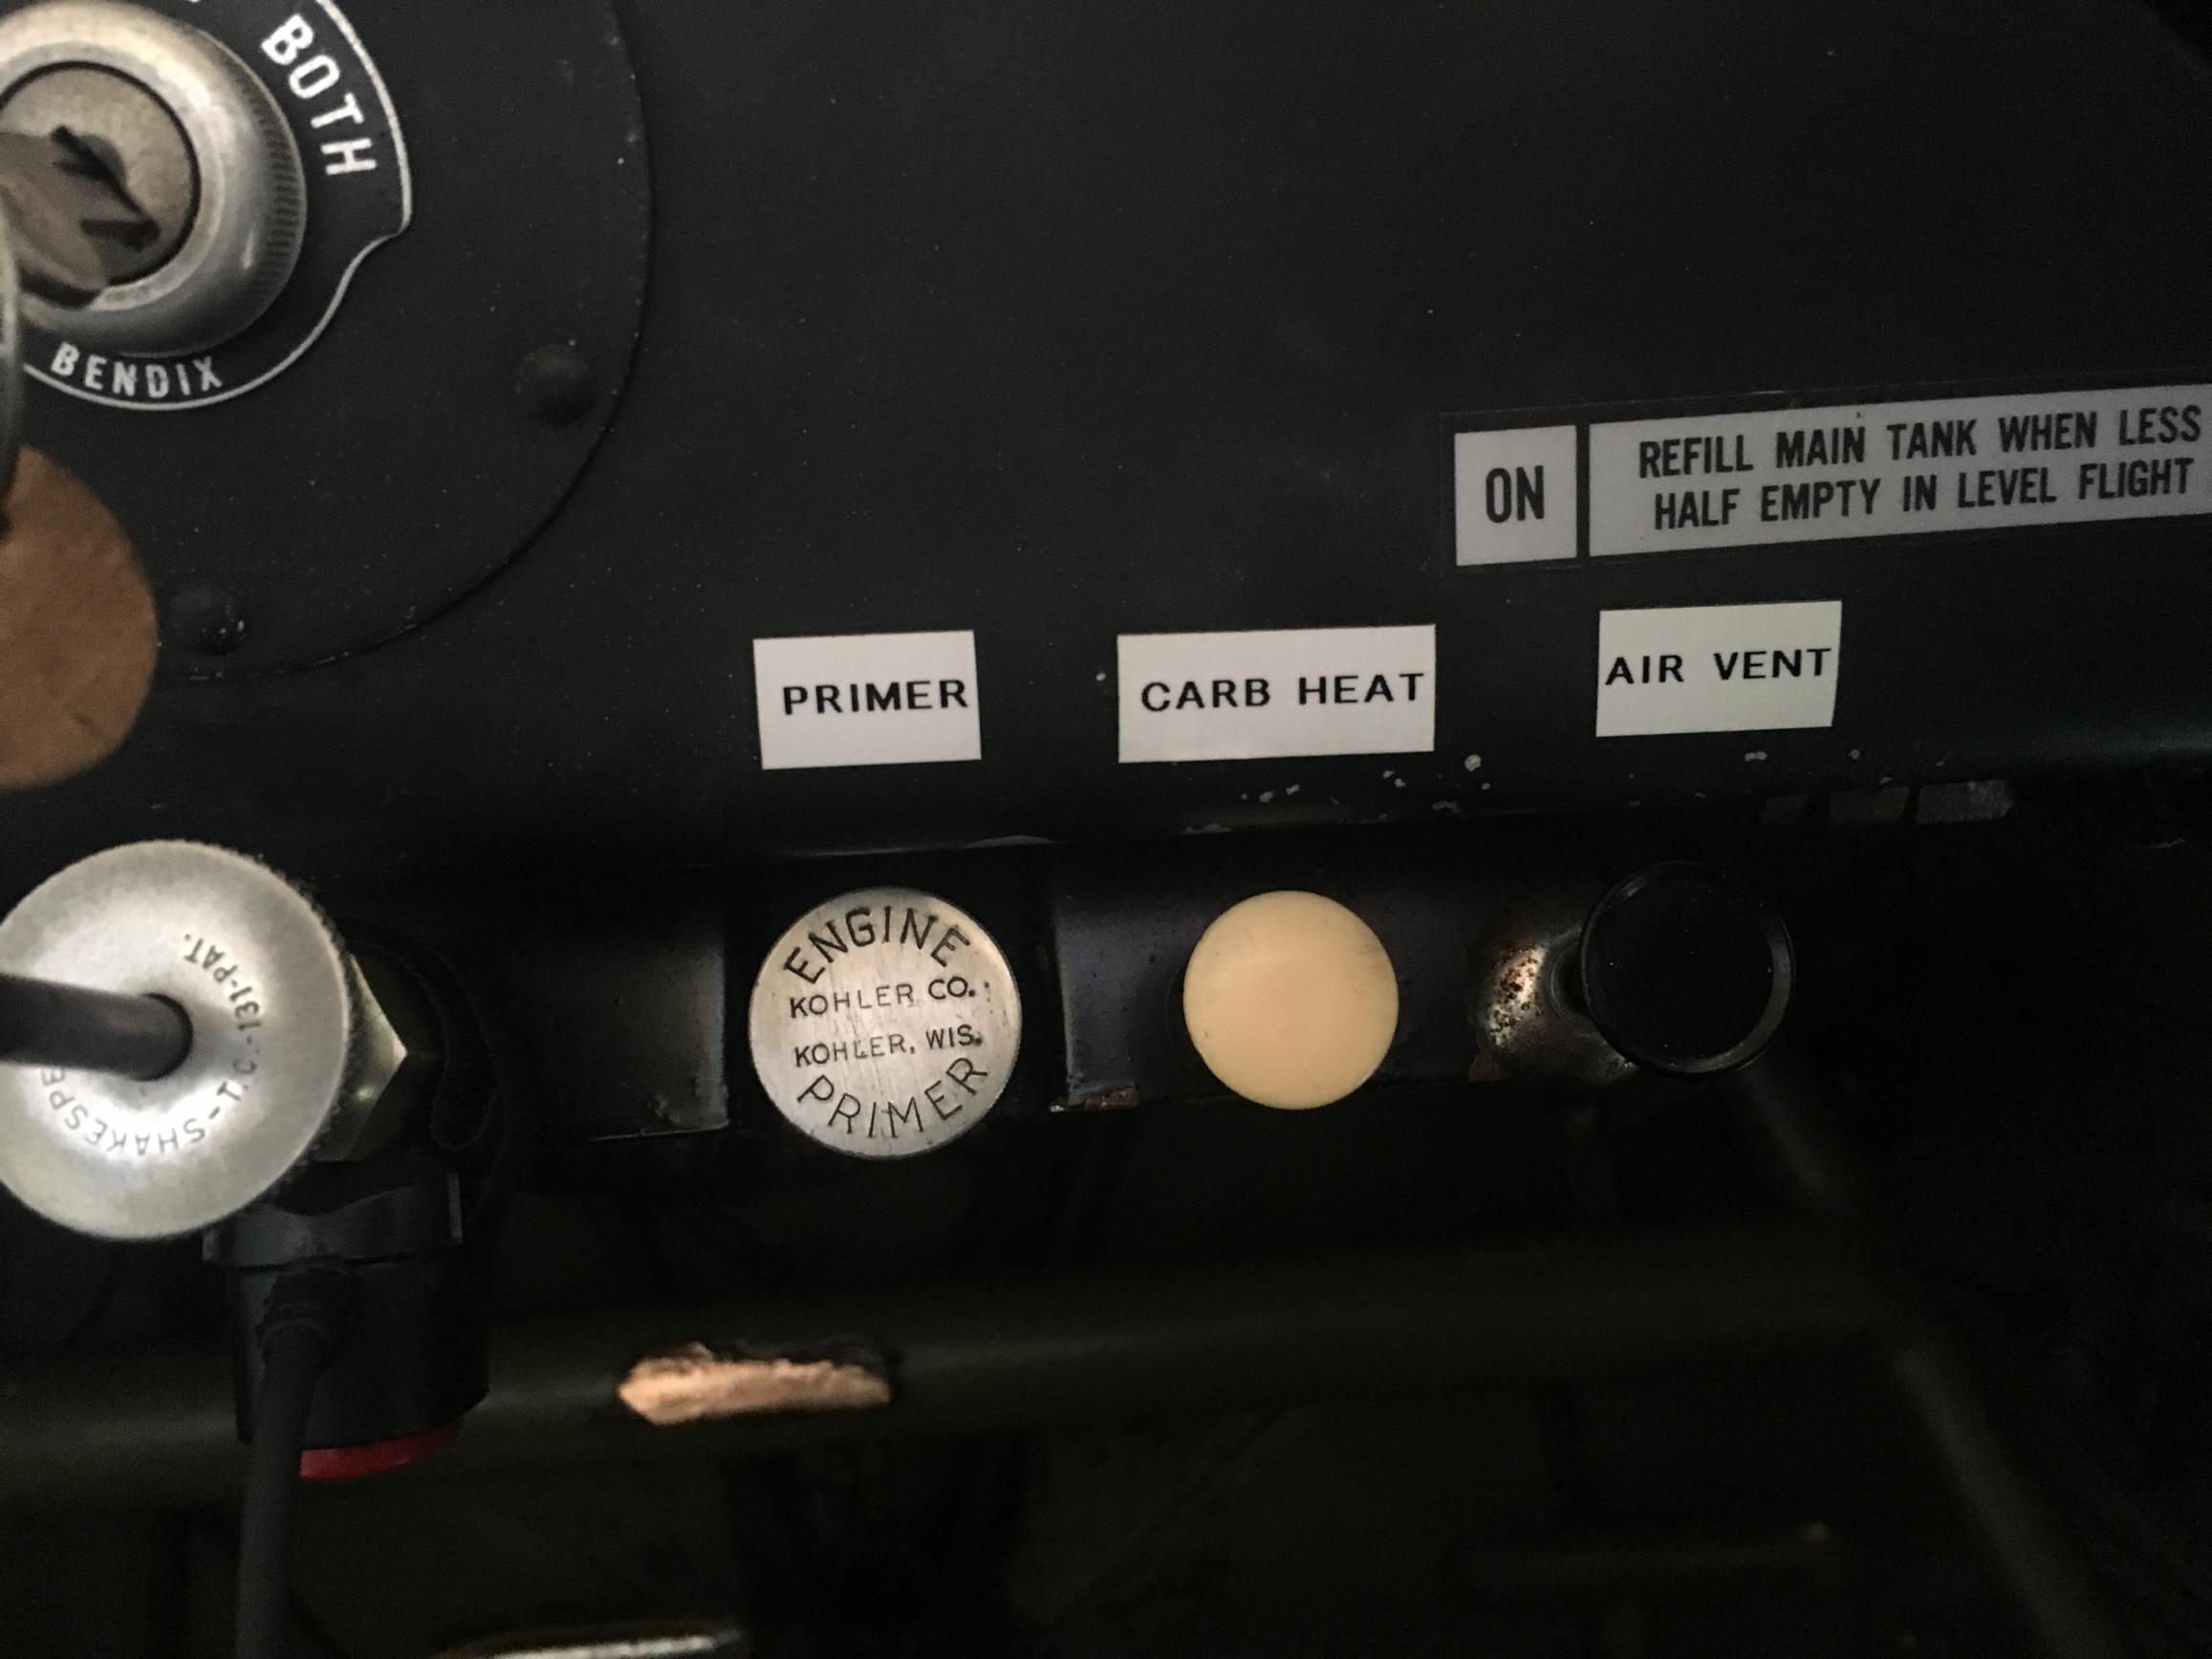 BOTH
BENDIX
ON
REFILL MAIN TANK WHEN LESS
HALF EMPTY IN LEVEL FLIGHT
PRIMER
CARB HEAT
AIR VENT
ENGINE
KOHLER CO.
KOHLER, WIS.
PRIMER
SHAKESPE
-T.C.-131-PAT.